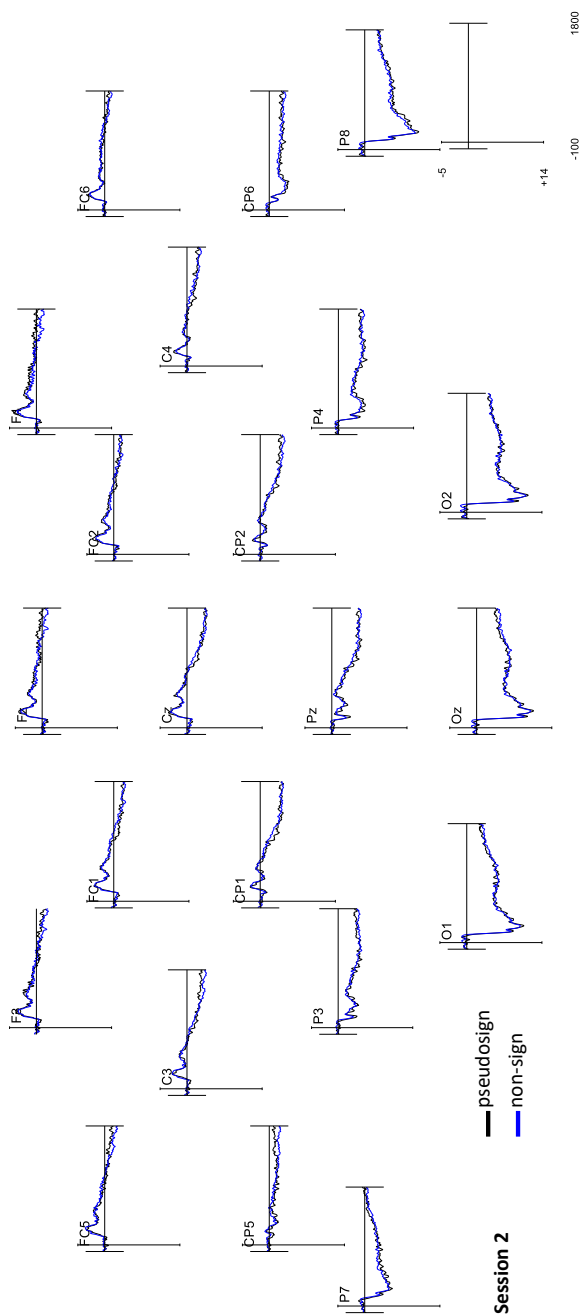 F3
Fz
F4
FC5
FC1
FC2
FC6
C3
Cz
C4
CP5
CP1
CP2
CP6
P7
P3
Pz
P4
P8
O1
Oz
O2
-5
+14
-100
1800
Session 2
pseudosign
non-sign